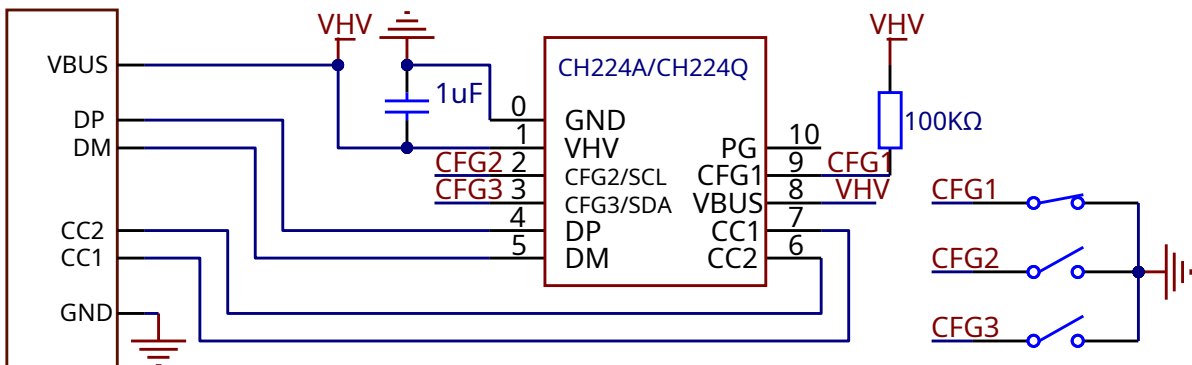 VHV
VHV
VBUS
CH224A/CH224Q
1uF
0
GND
DP
100KΩ
1
VHV
PG
10
DM
CFG2
2
CFG2/SCL
CFG1
9
CFG1
CFG3
3
CFG3/SDA
VBUS
8
VHV
CFG1
4
DP
CC1
7
CC2
5
DM
CC2
6
CC1
CFG2
GND
CFG3